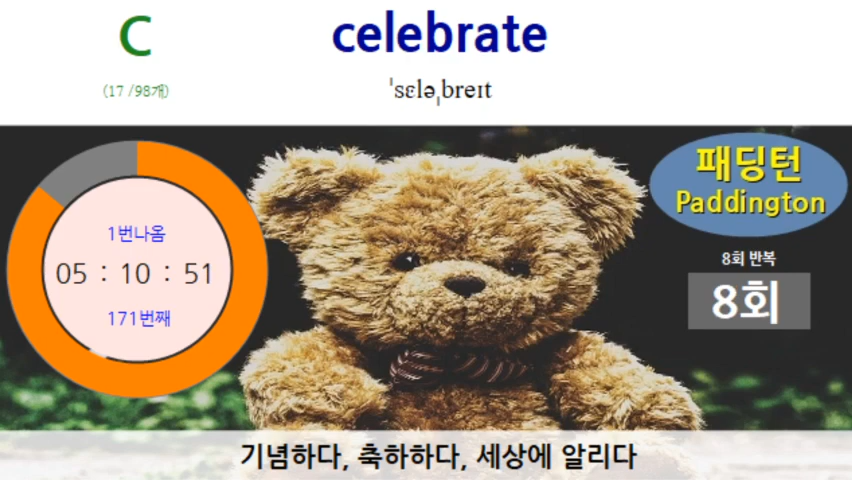 C
celebrate
(17 /98개)
ˈsɛləˌbreɪt
패딩턴
Paddington
1번나옴
05 : 10 : 51
171번째
8회 반복
8회
기념하다, 축하하다, 세상에 알리다